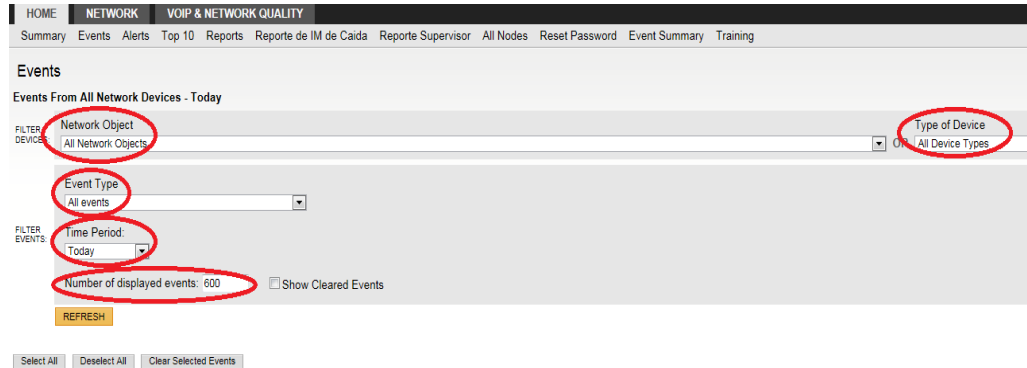 HOME NETWORK VOIP & NETWORK QUALITY
Summary Events Alerts Top 10 Reports Reporte de IM de Caida Reporte Supervisor All Nodes Reset Password Event Summary Training
Events
Events From All Network Devices - Today
FILTER DEVICES:
Network Object
All Network Objects
OR
Type of Device
All Device Types
Event Type
All events
FILTER EVENTS:
Time Period:
Today
Number of displayed events: 600 Show Cleared Events
REFRESH
Select All Deselect All Clear Selected Events